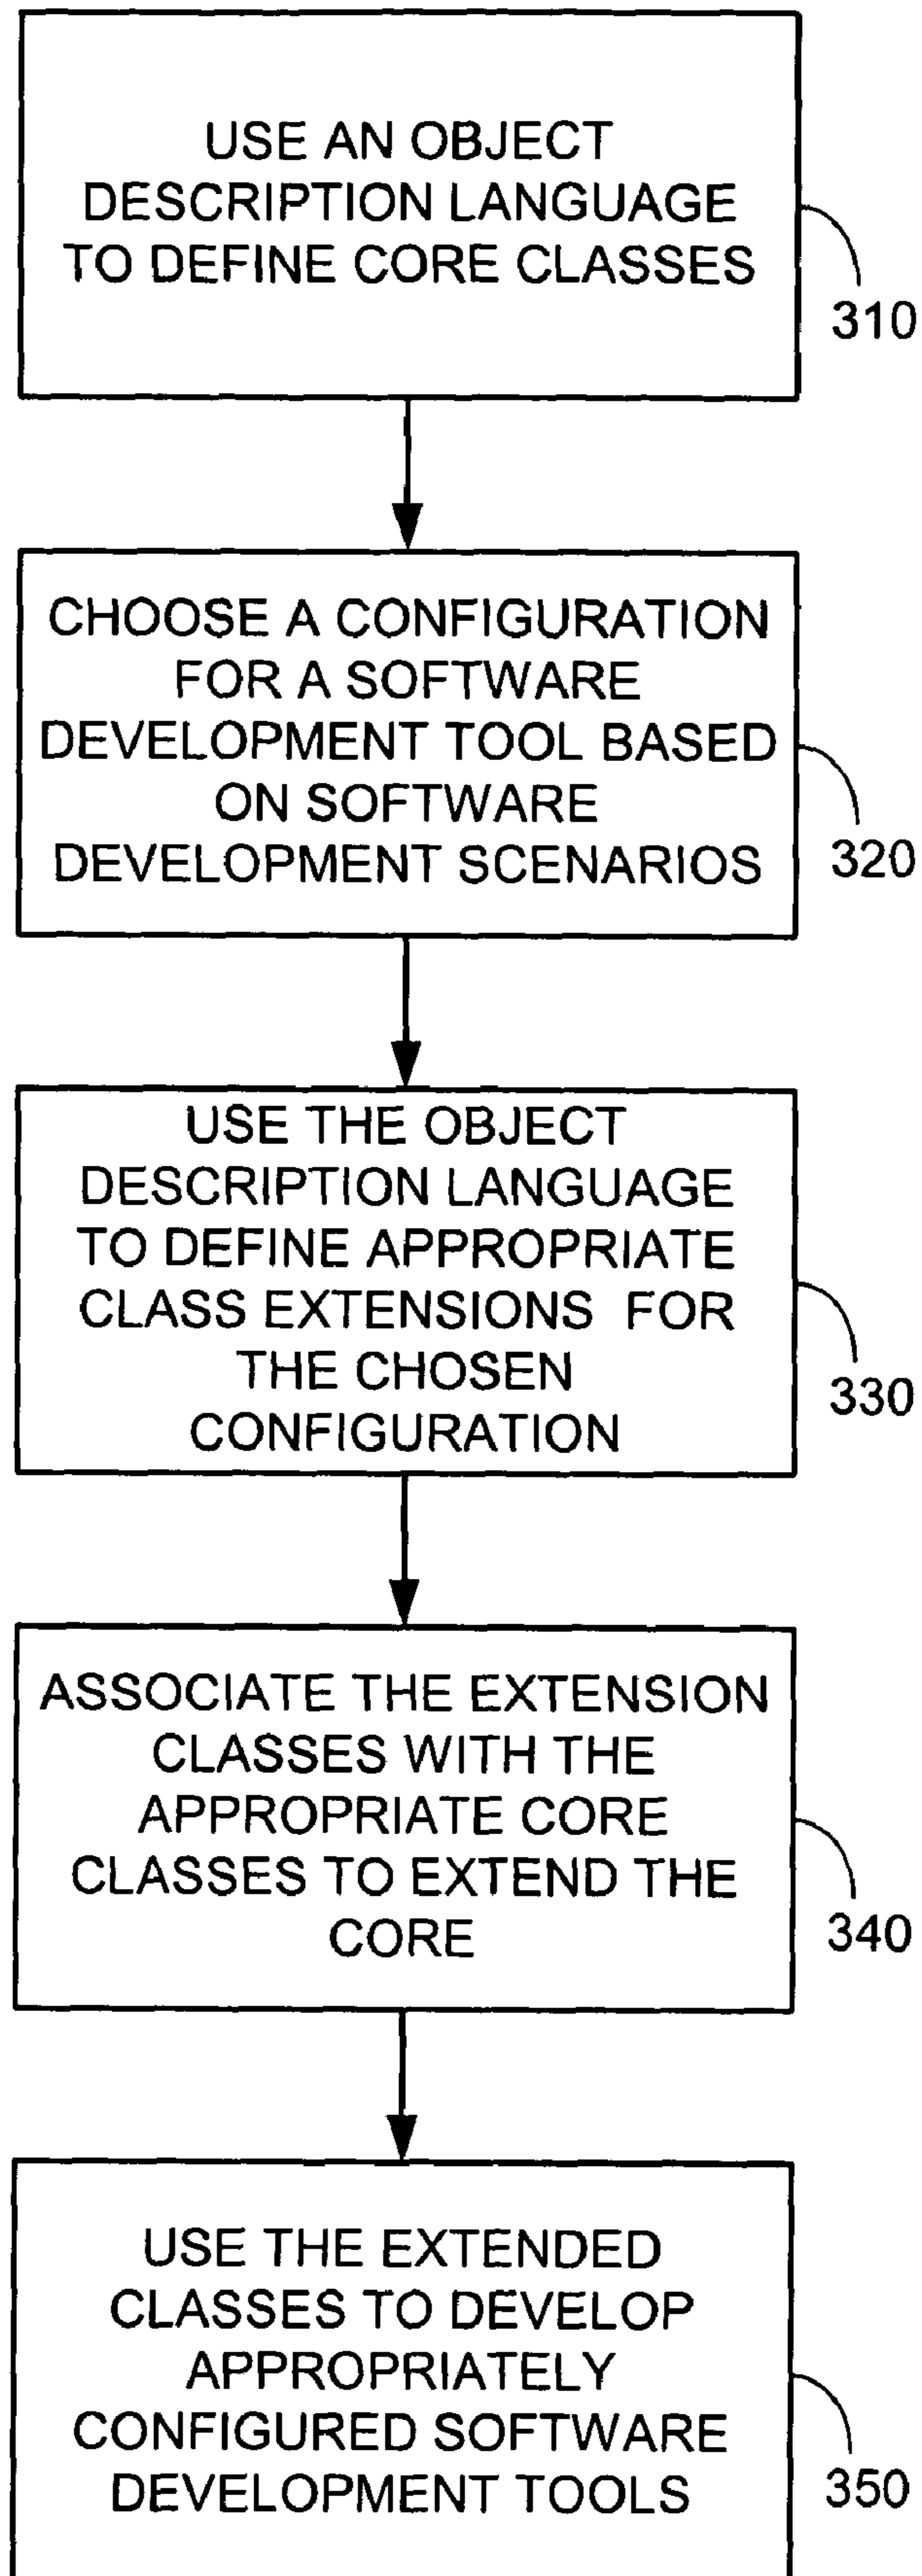 USE AN OBJECT
DESCRIPTION LANGUAGE
TO DEFINE CORE CLASSES
310
CHOOSE A CONFIGURATION
FOR A SOFTWARE
DEVELOPMENT TOOL BASED
ON SOFTWARE
DEVELOPMENT SCENARIOS
320
USE THE OBJECT
DESCRIPTION LANGUAGE
TO DEFINE APPROPRIATE
CLASS EXTENSIONS FOR
THE CHOSEN
CONFIGURATION
330
ASSOCIATE THE EXTENSION
CLASSES WITH THE
APPROPRIATE CORE
CLASSES TO EXTEND THE
CORE
340
USE THE EXTENDED
CLASSES TO DEVELOP
APPROPRIATELY
CONFIGURED SOFTWARE
DEVELOPMENT TOOLS
350